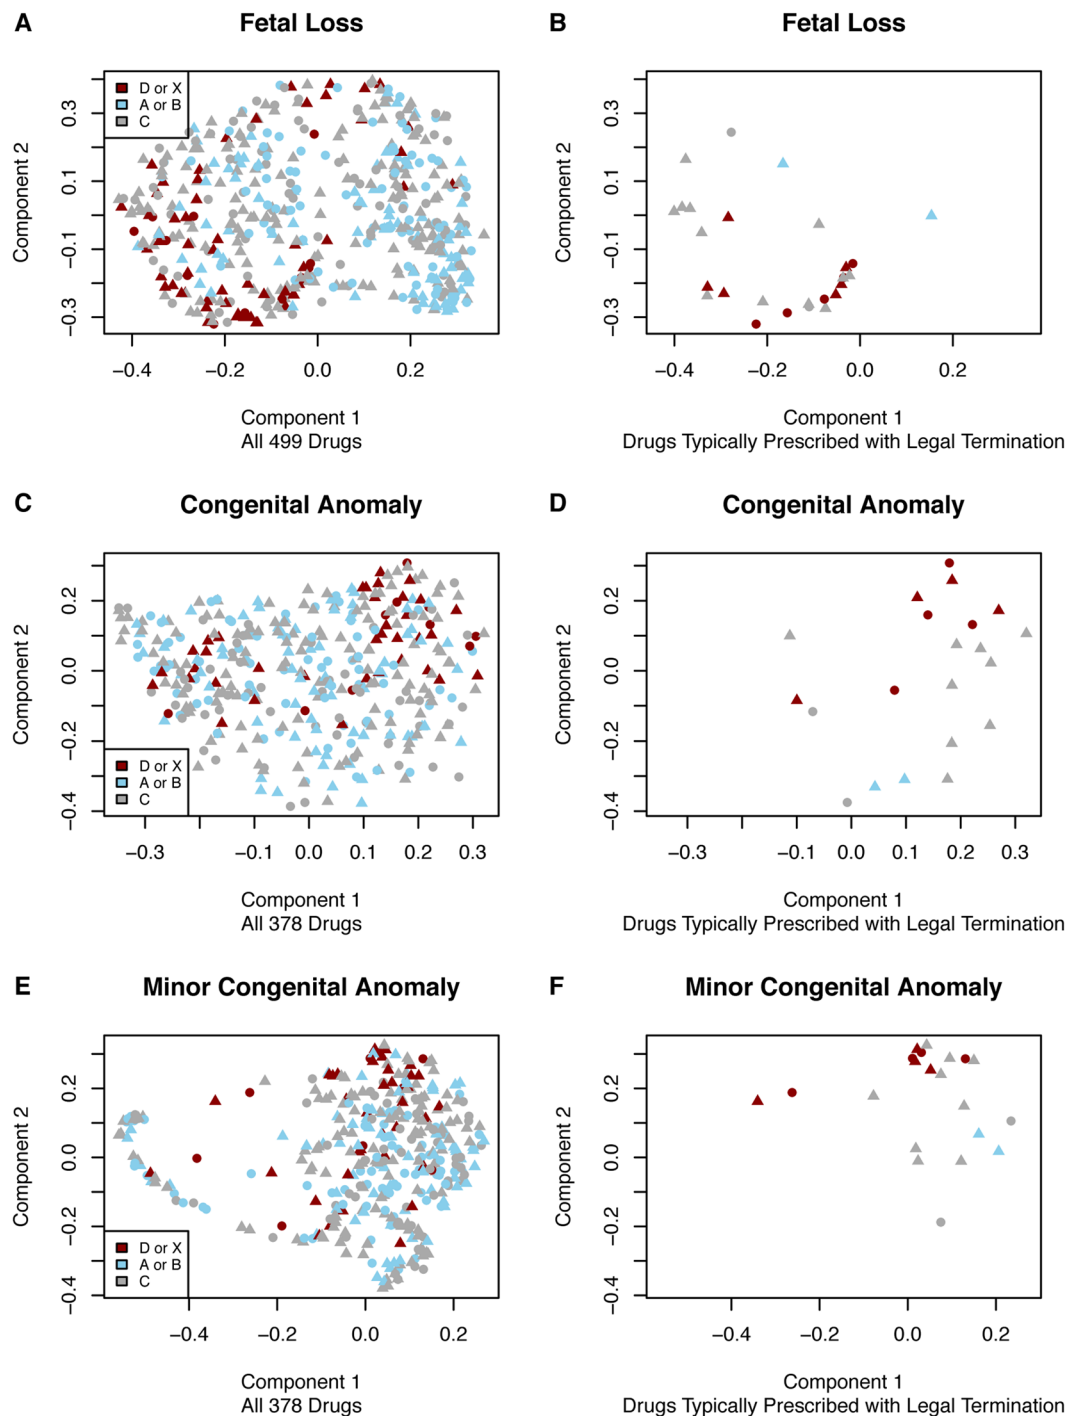 A
Fetal Loss
D or X
A or B
C
Component 2
0.3
0.1
−0.1
−0.3
−0.4
−0.2
0.0
0.2
Component 1
All 499 Drugs
B
Fetal Loss
Component 2
0.3
0.1
−0.1
−0.3
−0.4
−0.2
0.0
0.2
Component 1
Drugs Typically Prescribed with Legal Termination
C
Congenital Anomaly
Component 2
0.2
0.0
−0.2
−0.4
D or X
A or B
C
−0.3
−0.1
0.0
0.1
0.2
0.3
Component 1
All 378 Drugs
D
Congenital Anomaly
Component 2
0.2
0.0
−0.2
−0.4
−0.3
−0.1
0.0
0.1
0.2
0.3
Component 1
Drugs Typically Prescribed with Legal Termination
E
Minor Congenital Anomaly
Component 2
0.2
0.0
−0.2
−0.4
D or X
A or B
C
−0.4
−0.2
0.0
0.2
Component 1
All 378 Drugs
F
Minor Congenital Anomaly
Component 2
0.2
0.0
−0.2
−0.4
−0.4
−0.2
0.0
0.2
Component 1
Drugs Typically Prescribed with Legal Termination